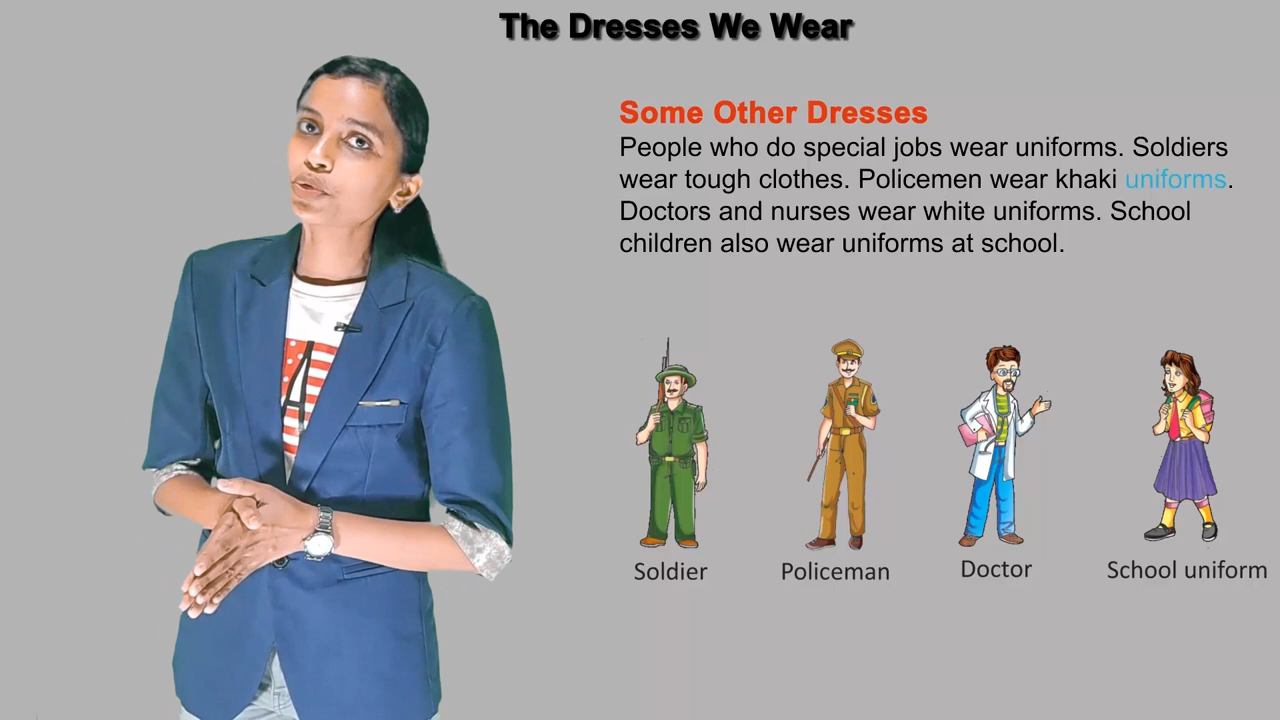 The Dresses We Wear
Some Other Dresses
People who do special jobs wear uniforms. Soldiers
wear tough clothes. Policemen wear khaki uniforms.
Doctors and nurses wear white uniforms. School
children also wear uniforms at school.
A
Soldier
Policeman
Doctor
School uniform